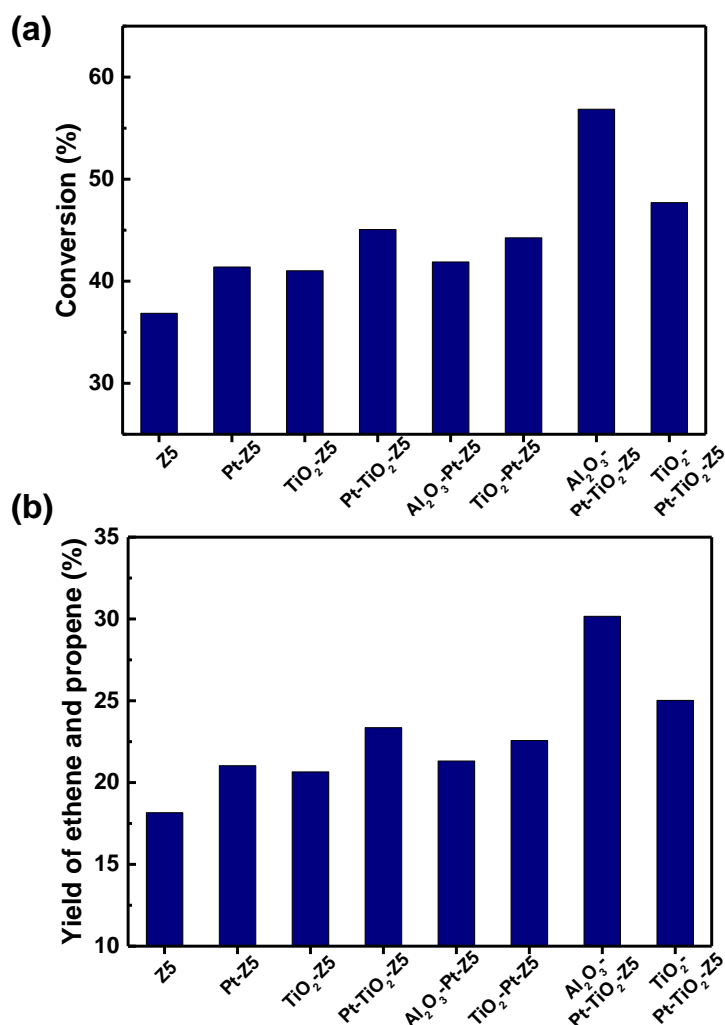 (a)
Conversion (%)
60
50
40
30
Z5
Pt-Z5
TiO₂-Z5
Pt-TiO₂-Z5
Al₂O₃-Pt-Z5
TiO₂-Pt-Z5
Al₂O₃-
Pt-TiO₂-Z5
TiO₂-
Pt-TiO₂-Z5
(b)
Yield of ethene and propene (%)
35
30
25
20
15
10
Z5
Pt-Z5
TiO₂-Z5
Pt-TiO₂-Z5
Al₂O₃-Pt-Z5
TiO₂-Pt-Z5
Al₂O₃-
Pt-TiO₂-Z5
TiO₂-
Pt-TiO₂-Z5